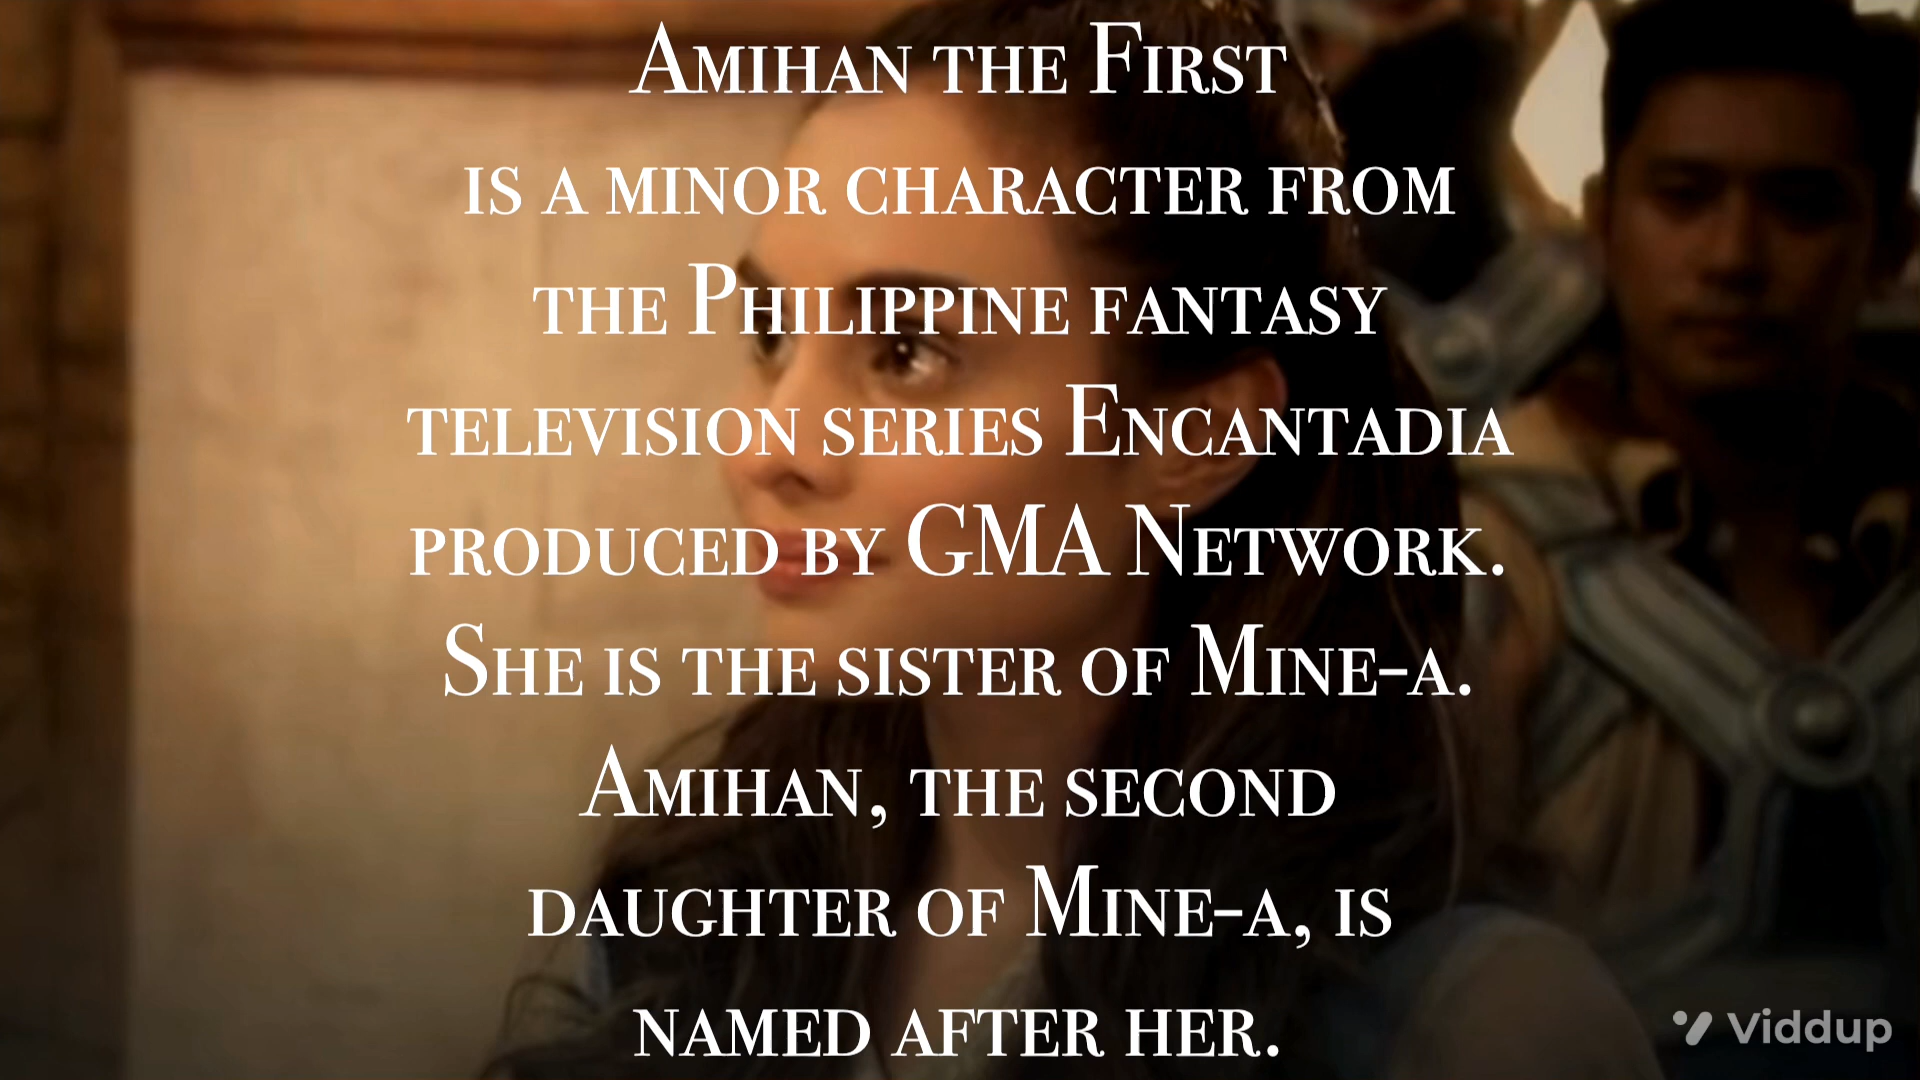 Amihan the First
is a minor character from
the Philippine fantasy
television series Encantadia
produced by GMA Network.
She is the sister of Mine-a.
Amihan, the second
daughter of Mine-a, is
named after her.
Viddup